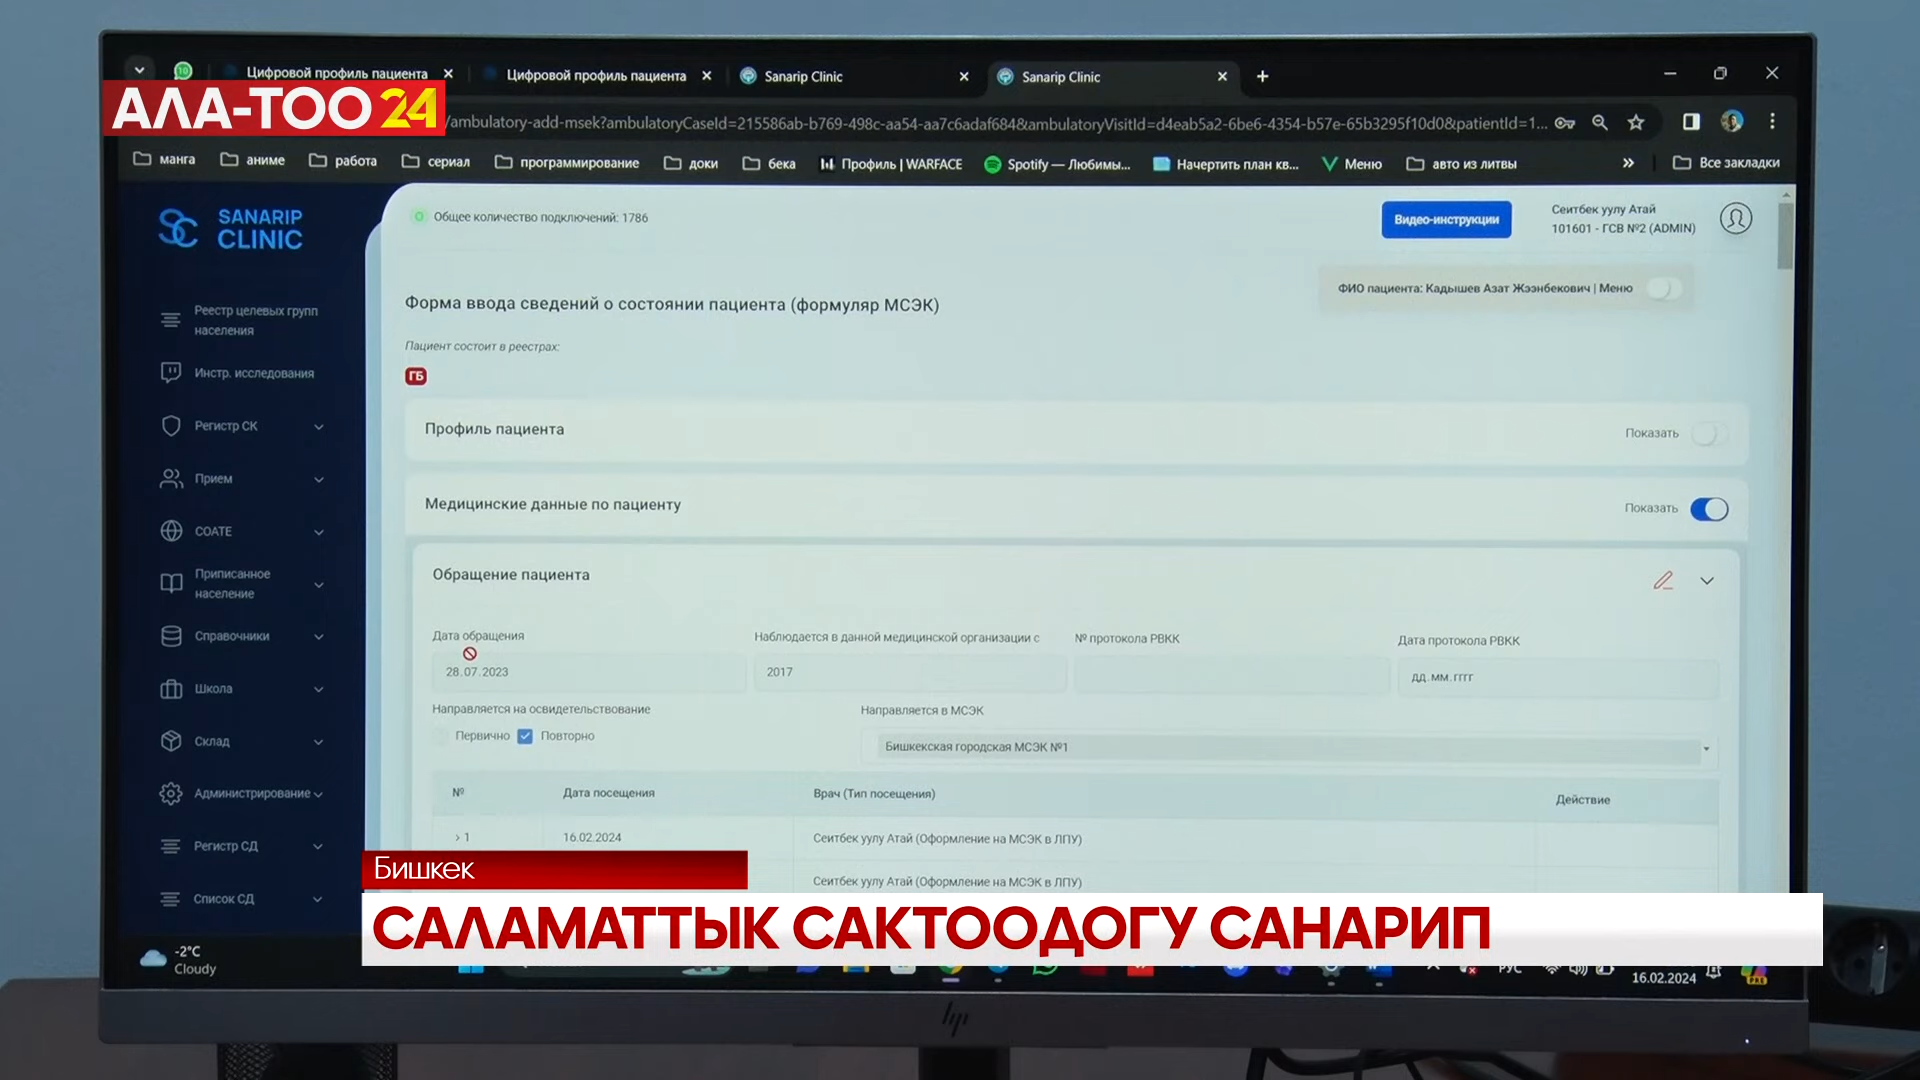 Цифровой профиль пациента
Цифровой профиль пациента
Sanarip Clinic
Sanarip Clinic
АЛА-ТОО 24
/ambulatory-add-msek?ambulatoryCaseId=215586ab-b769-498c-aa54-aa7c6adaf684&ambulatoryVisitId=d4eab5a2-6be6-4354-b57e-65b3295f10d0&patientId=1...
манга
аниме
работа
сериал
программирование
доки
бека
Профиль | WARFACE
Spotify — Любимы...
Начертить план кв...
Меню
авто из литвы
»
Все закладки
SANARIP
CLINIC
Общее количество подключений: 1786
Видео-инструкции
Сеитбек уулу Атай
101601 - ГСВ №2 (ADMIN)
ФИО пациента: Кадышев Азат Жээнбекович | Меню
Форма ввода сведений о состоянии пациента (формуляр МСЭК)
Пациент состоит в реестрах:
ГБ
Реестр целевых групп
населения
Инстр. исследования
Регистр СК
Прием
СОАТЕ
Приписанное
население
Справочники
Школа
Склад
Администрирование
Регистр СД
Список СД
Профиль пациента
Показать
Медицинские данные по пациенту
Показать
Обращение пациента
Дата обращения
28.07.2023
Наблюдается в данной медицинской организации с
2017
№ протокола РВКК
Дата протокола РВКК
дд.мм.гггг
Направляется на освидетельствование
Первично
Повторно
Направляется в МСЭК
Бишкекская городская МСЭК №1
№
Дата посещения
Врач (Тип посещения)
Действие
> 1
16.02.2024
Сеитбек уулу Атай (Оформление на МСЭК в ЛПУ)
Сеитбек уулу Атай (Оформление на МСЭК в ЛПУ)
Бишкек
САЛАМАТТЫК САКТООДОГУ САНАРИП
-2°C
Cloudy
РУС
16.02.2024
hp